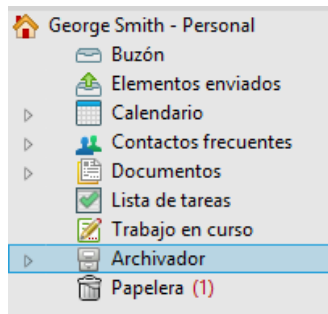 George Smith - Personal
Buzón
Elementos enviados
Calendario
Contactos frecuentes
Documentos
Lista de tareas
Trabajo en curso
Archivador
Papelera (1)